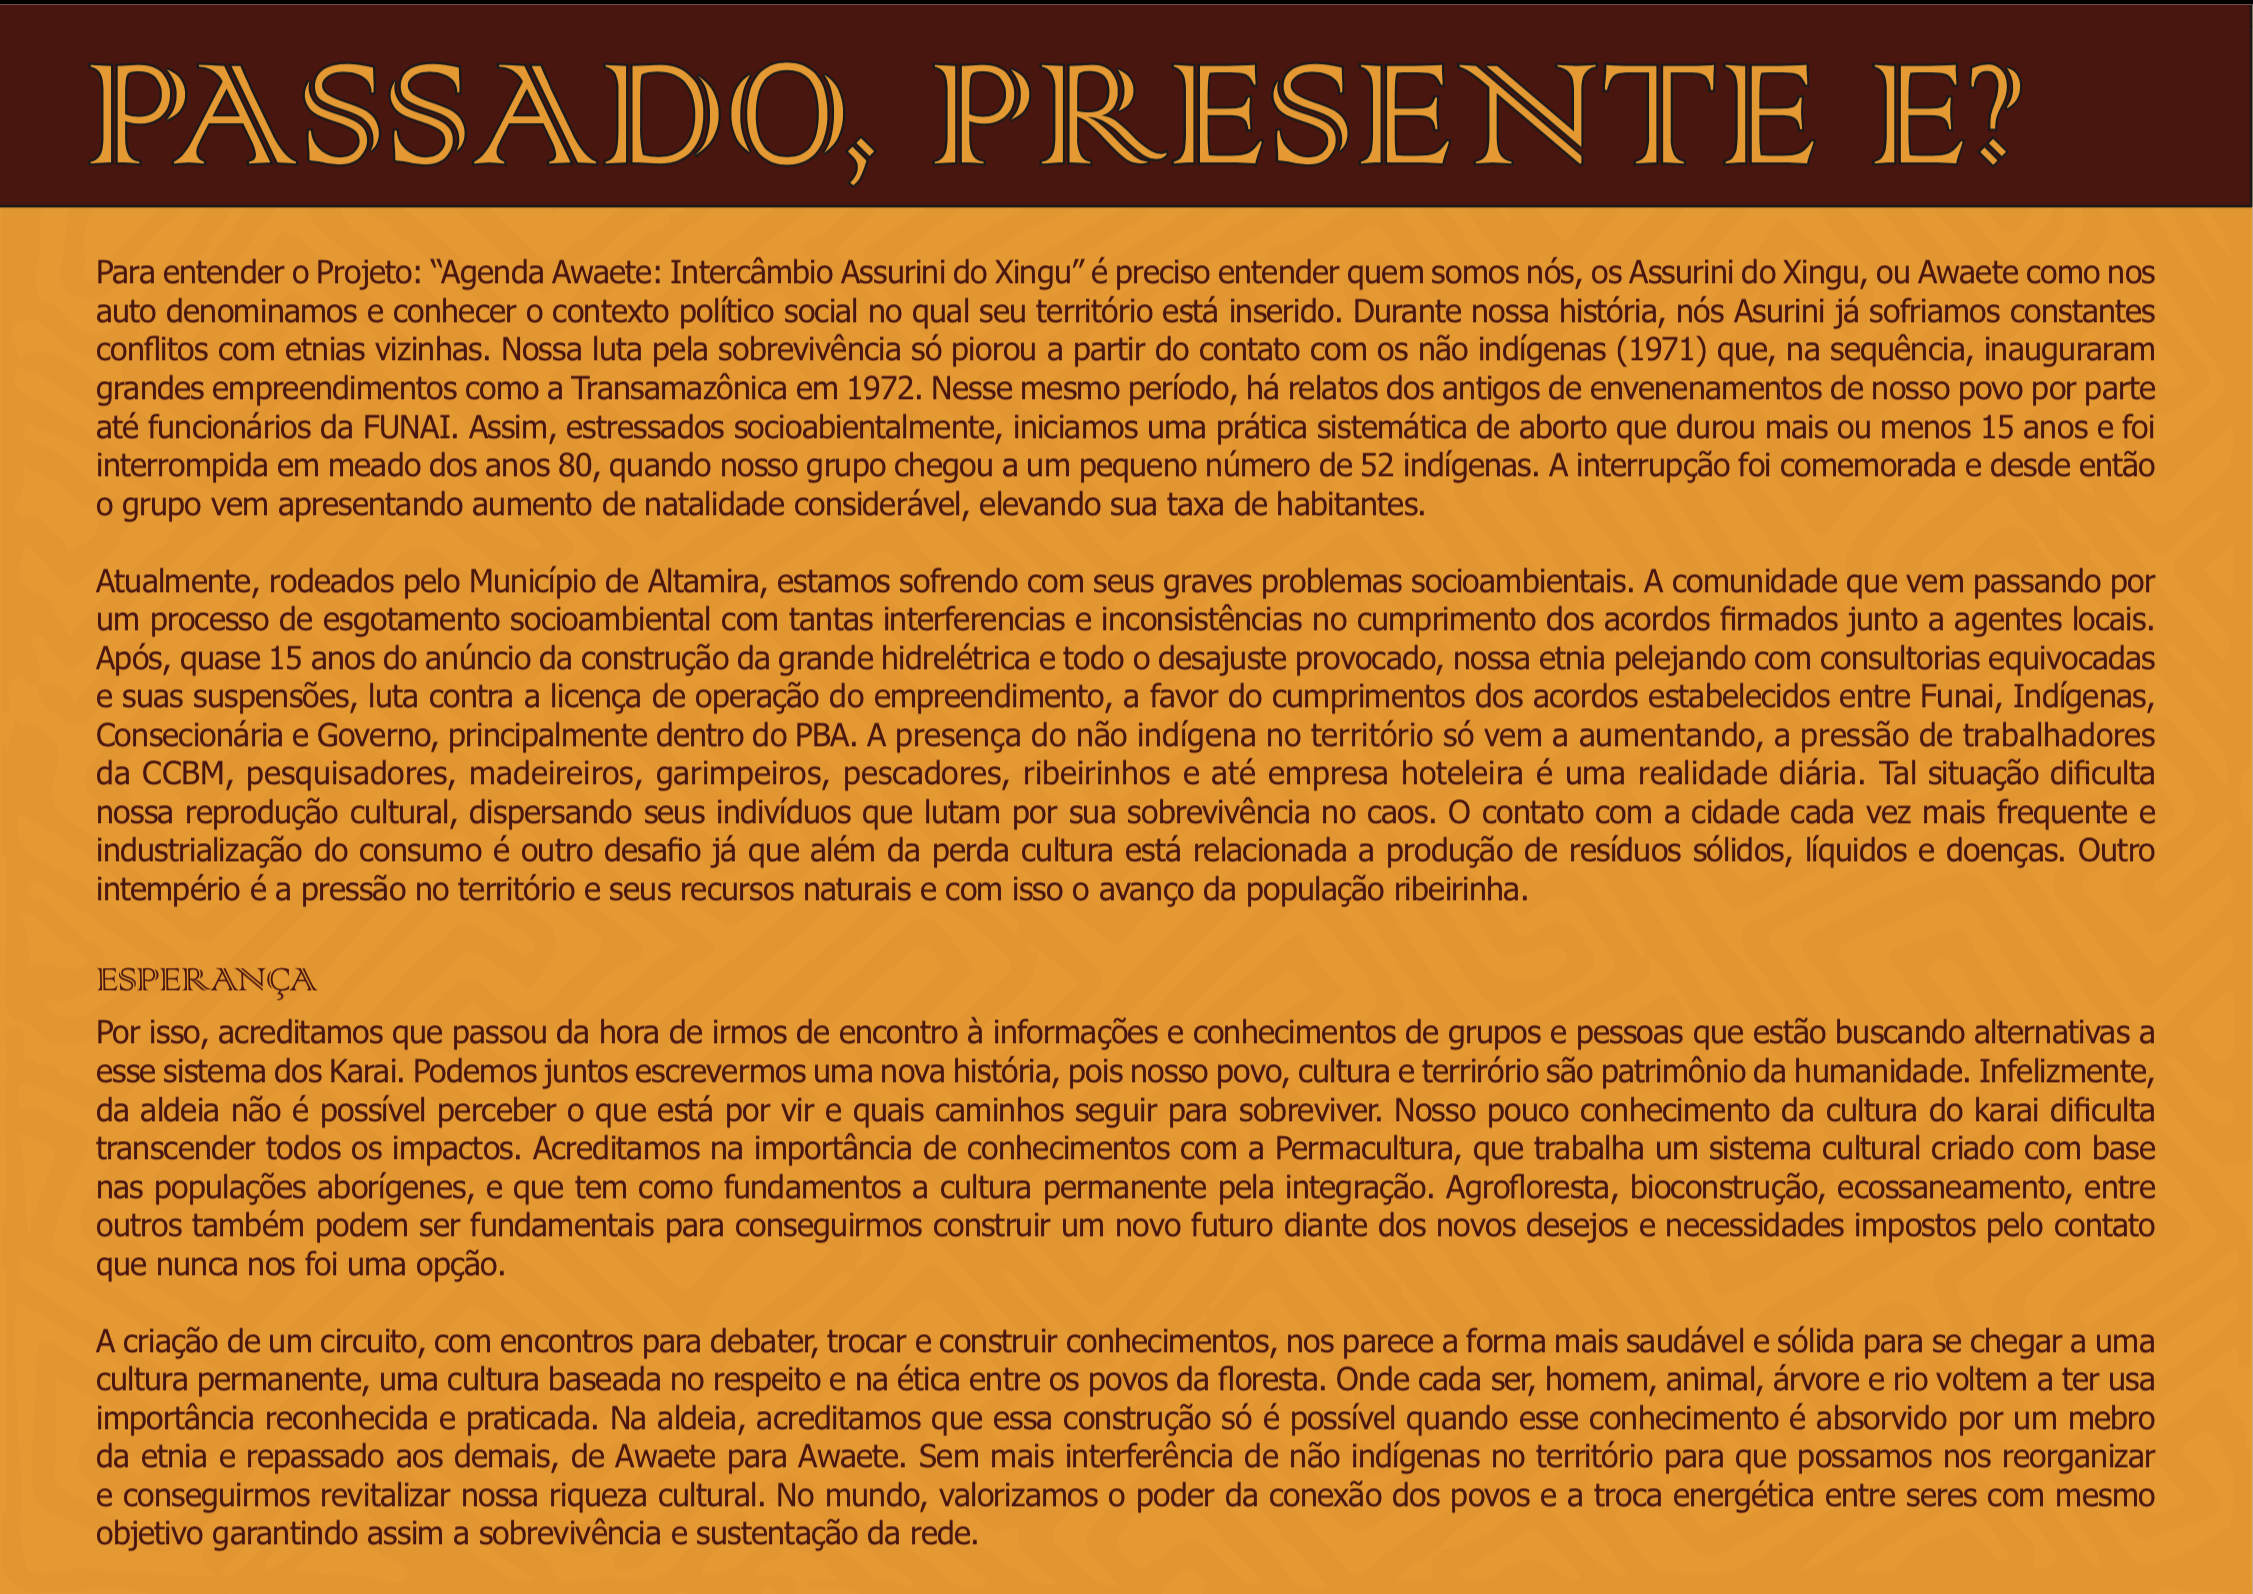 PASSADO, PRESENTE E?
Para entender o Projeto: “Agenda Awaete: Intercâmbio Assurini do Xingu” é preciso entender quem somos nós, os Assurini do Xingu, ou Awaete como nos
auto denominamos e conhecer o contexto político social no qual seu território está inserido. Durante nossa história, nós Asurini já sofriamos constantes
conflitos com etnias vizinhas. Nossa luta pela sobrevivência só piorou a partir do contato com os não indígenas (1971) que, na sequência, inauguraram
grandes empreendimentos como a Transamazônica em 1972. Nesse mesmo período, há relatos dos antigos de envenenamentos de nosso povo por parte
até funcionários da FUNAI. Assim, estressados socioabientalmente, iniciamos uma prática sistemática de aborto que durou mais ou menos 15 anos e foi
interrompida em meado dos anos 80, quando nosso grupo chegou a um pequeno número de 52 indígenas. A interrupção foi comemorada e desde então
o grupo vem apresentando aumento de natalidade considerável, elevando sua taxa de habitantes.
Atualmente, rodeados pelo Município de Altamira, estamos sofrendo com seus graves problemas socioambientais. A comunidade que vem passando por
um processo de esgotamento socioambiental com tantas interferencias e inconsistências no cumprimento dos acordos firmados junto a agentes locais.
Após, quase 15 anos do anúncio da construção da grande hidrelétrica e todo o desajuste provocado, nossa etnia pelejando com consultorias equivocadas
e suas suspensões, luta contra a licença de operação do empreendimento, a favor do cumprimentos dos acordos estabelecidos entre Funai, Indígenas,
Consecionária e Governo, principalmente dentro do PBA. A presença do não indígena no território só vem a aumentando, a pressão de trabalhadores
da CCBM, pesquisadores, madeireiros, garimpeiros, pescadores, ribeirinhos e até empresa hoteleira é uma realidade diária. Tal situação dificulta
nossa reprodução cultural, dispersando seus indivíduos que lutam por sua sobrevivência no caos. O contato com a cidade cada vez mais frequente e
industrialização do consumo é outro desafio já que além da perda cultura está relacionada a produção de resíduos sólidos, líquidos e doenças. Outro
intempério é a pressão no território e seus recursos naturais e com isso o avanço da população ribeirinha.
ESPERANÇA
Por isso, acreditamos que passou da hora de irmos de encontro à informações e conhecimentos de grupos e pessoas que estão buscando alternativas a
esse sistema dos Karai. Podemos juntos escrevermos uma nova história, pois nosso povo, cultura e terrirório são patrimônio da humanidade. Infelizmente,
da aldeia não é possível perceber o que está por vir e quais caminhos seguir para sobreviver. Nosso pouco conhecimento da cultura do karai dificulta
transcender todos os impactos. Acreditamos na importância de conhecimentos com a Permacultura, que trabalha um sistema cultural criado com base
nas populações aborígenes, e que tem como fundamentos a cultura permanente pela integração. Agrofloresta, bioconstrução, ecossaneamento, entre
outros também podem ser fundamentais para conseguirmos construir um novo futuro diante dos novos desejos e necessidades impostos pelo contato
que nunca nos foi uma opção.
A criação de um circuito, com encontros para debater, trocar e construir conhecimentos, nos parece a forma mais saudável e sólida para se chegar a uma
cultura permanente, uma cultura baseada no respeito e na ética entre os povos da floresta. Onde cada ser, homem, animal, árvore e rio voltem a ter usa
importância reconhecida e praticada. Na aldeia, acreditamos que essa construção só é possível quando esse conhecimento é absorvido por um mebro
da etnia e repassado aos demais, de Awaete para Awaete. Sem mais interferência de não indígenas no território para que possamos nos reorganizar
e conseguirmos revitalizar nossa riqueza cultural. No mundo, valorizamos o poder da conexão dos povos e a troca energética entre seres com mesmo
objetivo garantindo assim a sobrevivência e sustentação da rede.